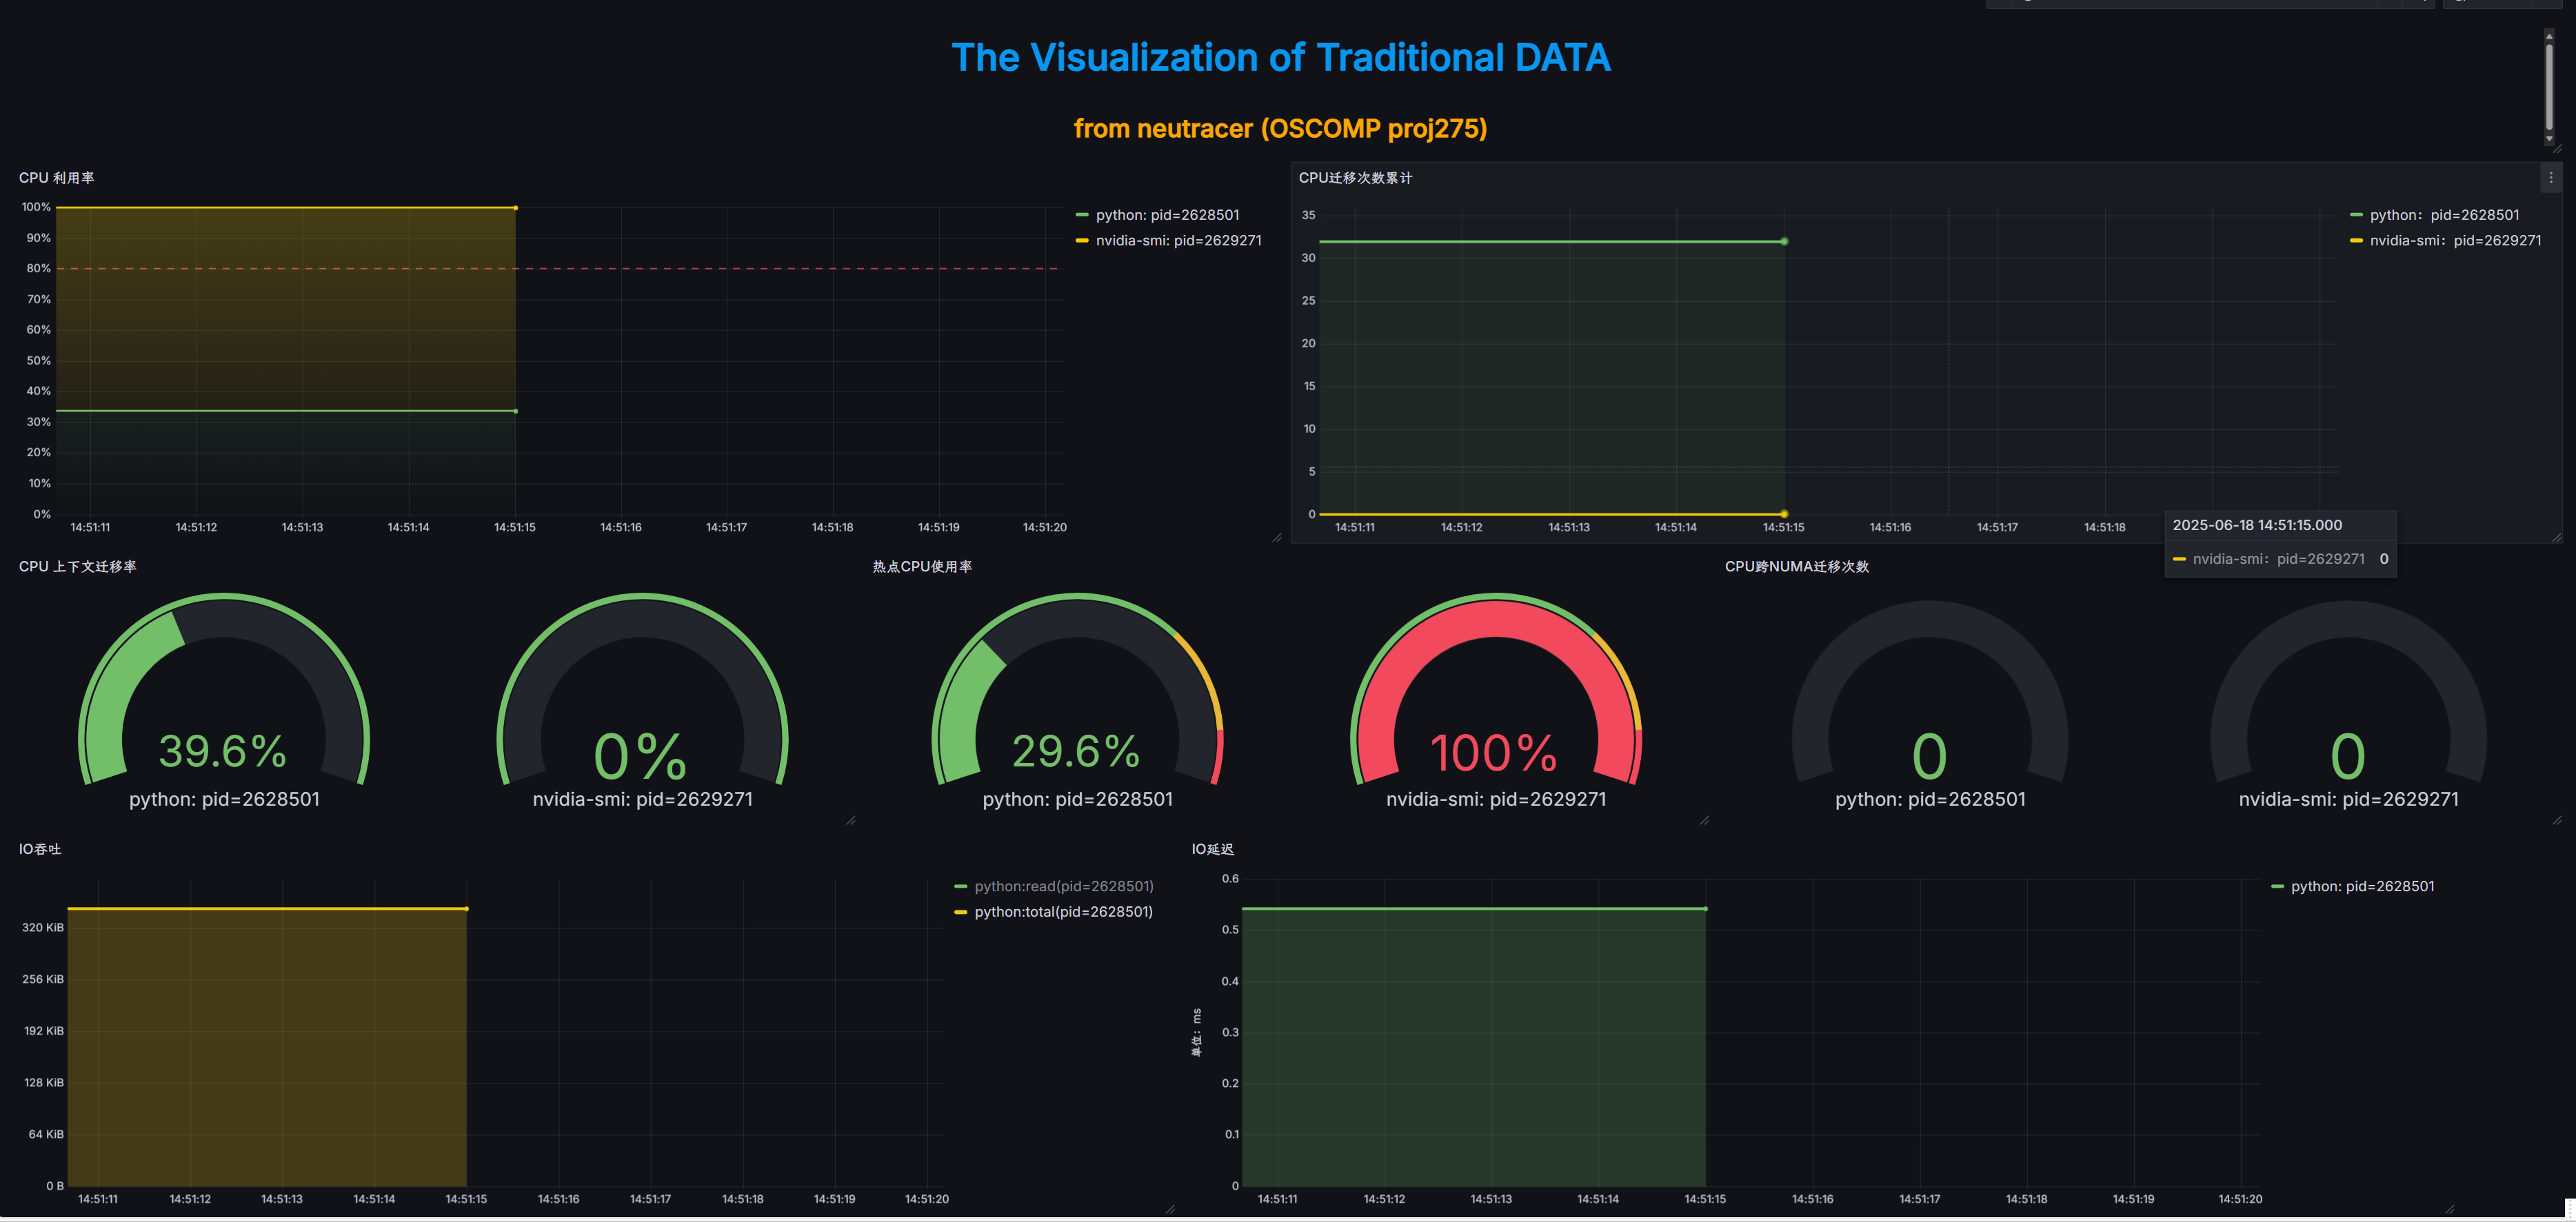 The Visualization of Traditional DATA
from neutracer (OSCOMP proj275)
CPU 利用率
100%
90%
80%
70%
60%
50%
40%
30%
20%
10%
0%
14:51:11 14:51:12 14:51:13 14:51:14 14:51:15 14:51:16 14:51:17 14:51:18 14:51:19 14:51:20
python: pid=2628501
nvidia-smi: pid=2629271
CPU迁移次数累计
35
30
25
20
15
10
5
0
14:51:11 14:51:12 14:51:13 14:51:14 14:51:15 14:51:16 14:51:17 14:51:18
python：pid=2628501
nvidia-smi：pid=2629271
2025-06-18 14:51:15.000
nvidia-smi：pid=2629271 0
CPU 上下文迁移率
39.6%
python: pid=2628501
0%
nvidia-smi: pid=2629271
热点CPU使用率
29.6%
python: pid=2628501
100%
nvidia-smi: pid=2629271
CPU跨NUMA迁移次数
0
python: pid=2628501
0
nvidia-smi: pid=2629271
IO吞吐
320 KiB
256 KiB
192 KiB
128 KiB
64 KiB
0 B
14:51:11 14:51:12 14:51:13 14:51:14 14:51:15 14:51:16 14:51:17 14:51:18 14:51:19 14:51:20
python:read(pid=2628501)
python:total(pid=2628501)
IO延迟
单位：ms
0.6
0.5
0.4
0.3
0.2
0.1
0
14:51:11 14:51:12 14:51:13 14:51:14 14:51:15 14:51:16 14:51:17 14:51:18 14:51:19 14:51:20
python: pid=2628501